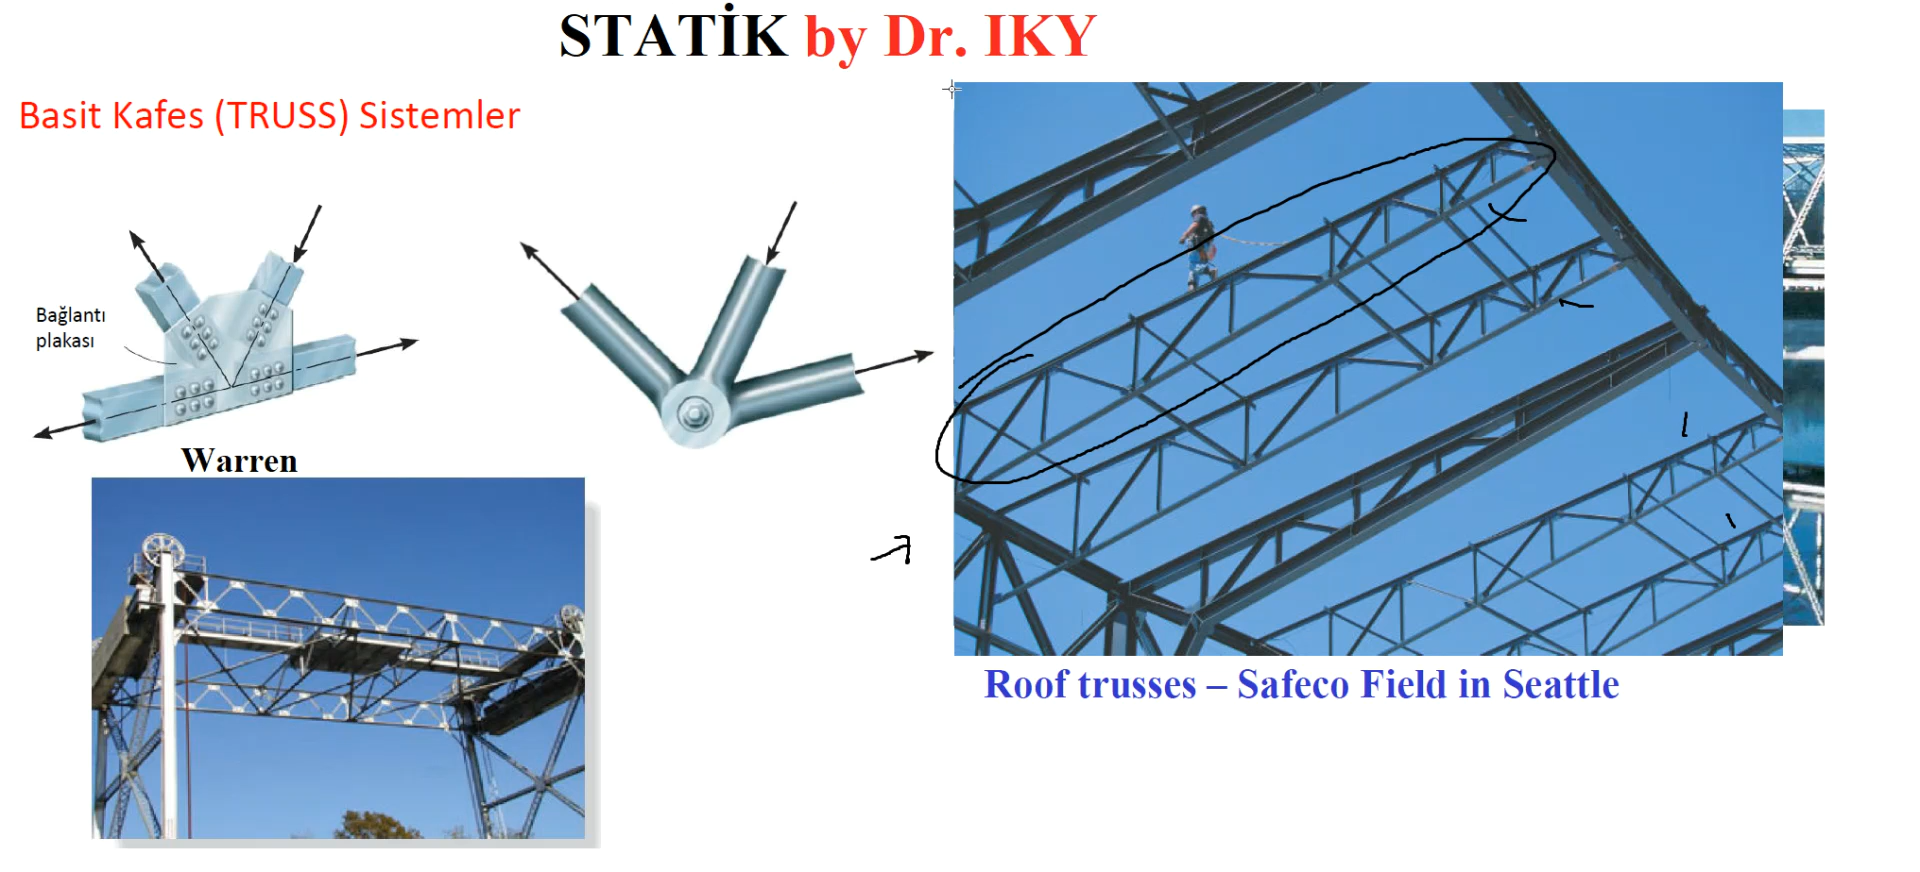 STATİK by Dr. IKY
Basit Kafes (TRUSS) Sistemler
Bağlantı
plakası
Warren
Roof trusses – Safeco Field in Seattle